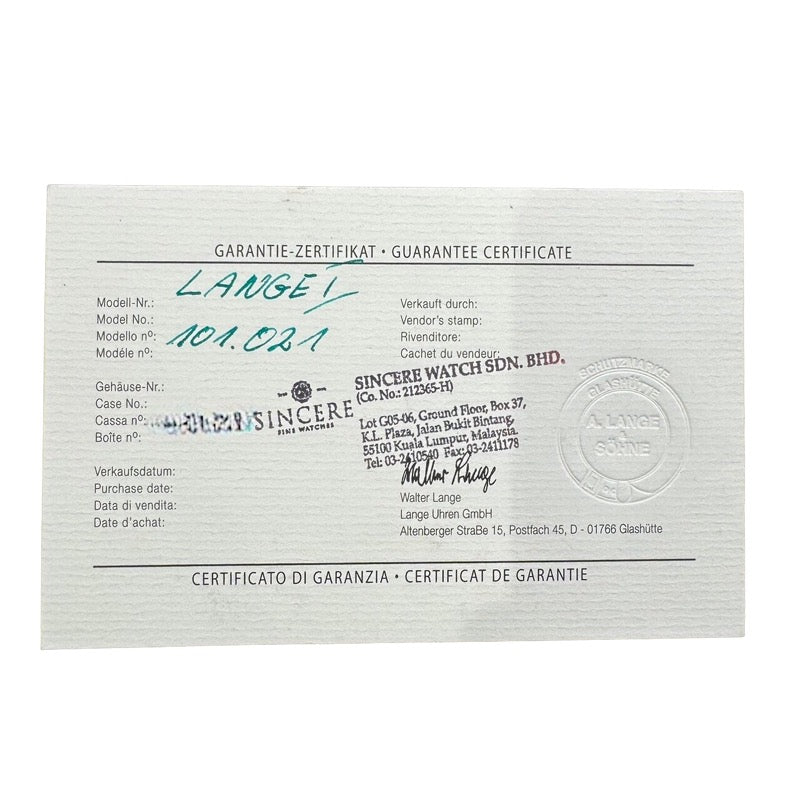 GARANTIE-ZERTIFIKAT • GUARANTEE CERTIFICATE
LANGE I
101.021
Modell-Nr.:
Model No.:
Modello nº:
Modéle nº:
Gehäuse-Nr.:
Case No.:
Cassa nº:
Boîte nº:
Verkaufsdatum:
Purchase date:
Data di vendita:
Date d'achat:
Verkauft durch:
Vendor's stamp:
Rivenditore:
Cachet du vendeur:
SINCERE
FINE WATCHES
SINCERE WATCH SDN. BHD.
(Co. No.: 212365-H)
Lot G05-06, Ground Floor, Box 37,
K.L. Plaza, Jalan Bukit Bintang,
55100 Kuala Lumpur, Malaysia.
Tel: 03-2410540 Fax: 03-2411178
Walter Lange
Walter Lange
Lange Uhren GmbH
Altenberger StraBe 15, Postfach 45, D - 01766 Glashütte
SCHUTZMARKE
GLASHÜTTE
A. LANGE
&
SÖHNE
CERTIFICATO DI GARANZIA • CERTIFICAT DE GARANTIE